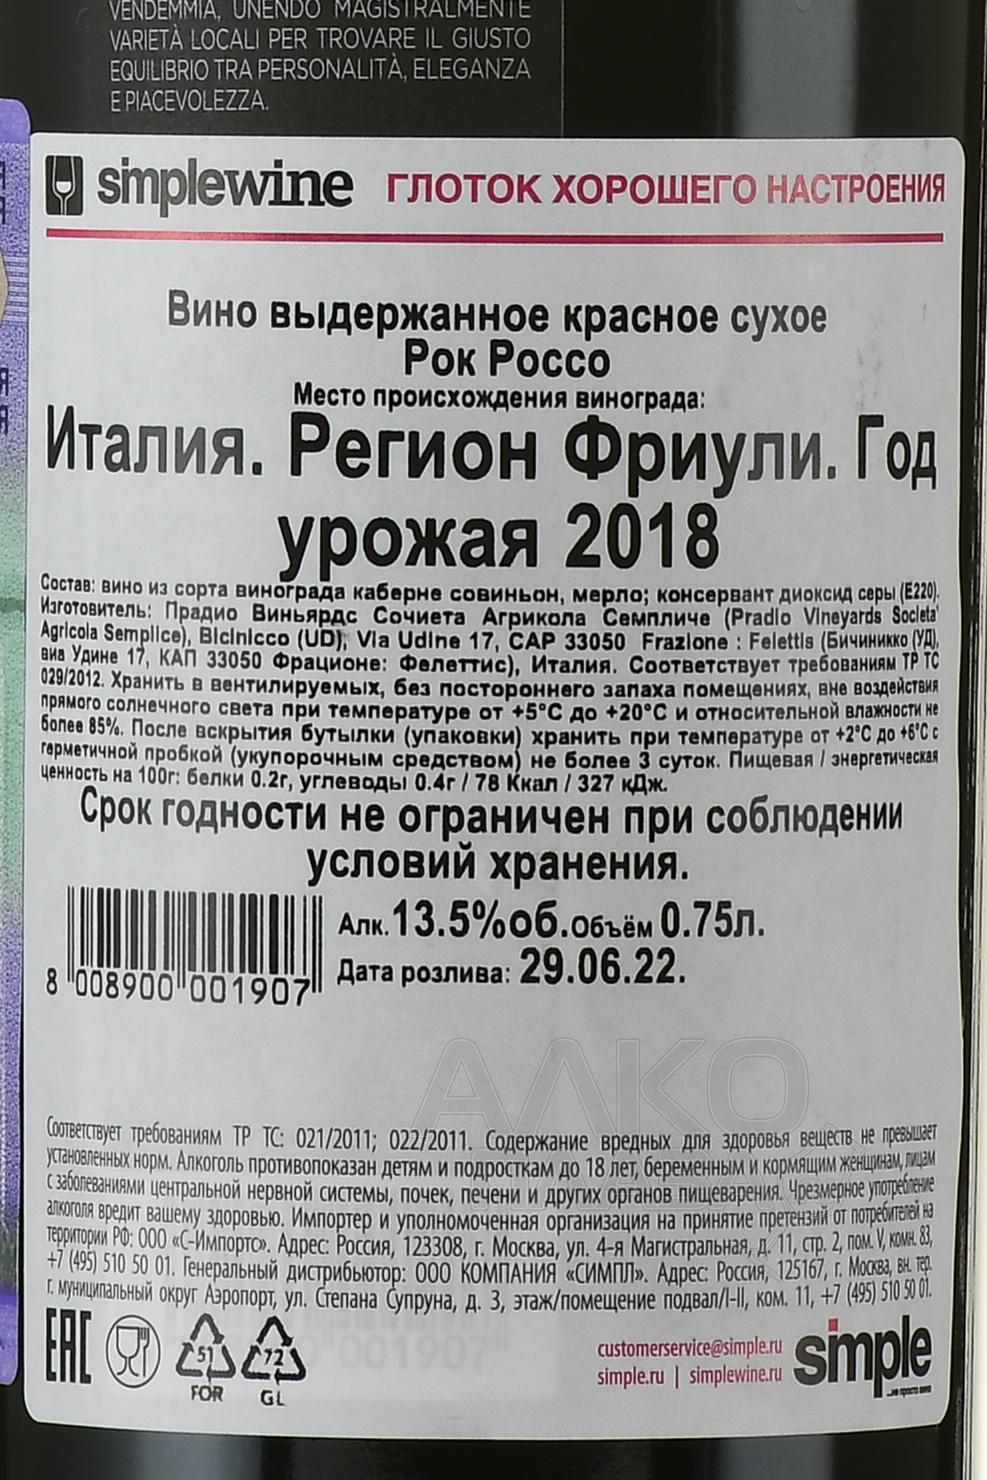 VENDEMMIA, UNENDO MAGISTRALMENTE
VARIETÀ LOCALI PER TROVARE IL GIUSTO
EQUILIBRIO TRA PERSONALITÀ, ELEGANZA
E PIACEVOLEZZA.
simplewine ГЛОТОК ХОРОШЕГО НАСТРОЕНИЯ
Вино выдержанное красное сухое
Рок Россо
Место происхождения винограда:
Италия. Регион Фриули. Год
урожая 2018
Состав: вино из сорта винограда каберне совиньон, мерло; консервант диоксид серы (Е220).
Изготовитель: Прадио Виньярдс Сочиета Агрикола Семпличе (Pradio Vineyards Societa'
Agricola Semplice), Bicinicco (UD), Via Udine 17, CAP 33050 Frazione : Felettis (Бичиникко (УД),
виа Удине 17, КАП 33050 Фрационе: Фелеттис), Италия. Соответствует требованиям ТР ТС
029/2012. Хранить в вентилируемых, без постороннего запаха помещениях, вне воздействия
прямого солнечного света при температуре от +5°С до +20°С и относительной влажности не
более 85%. После вскрытия бутылки (упаковки) хранить при температуре от +2°С до +6°С с
герметичной пробкой (укупорочным средством) не более 3 суток. Пищевая / энергетическая
ценность на 100г: белки 0.2г, углеводы 0.4г / 78 Ккал / 327 кДж.
Срок годности не ограничен при соблюдении
условий хранения.
Алк. 13.5%об. Объём 0.75л.
Дата розлива: 29.06.22.
8 008900 001907
Соответствует требованиям ТР ТС: 021/2011; 022/2011. Содержание вредных для здоровья веществ не превышает
установленных норм. Алкоголь противопоказан детям и подросткам до 18 лет, беременным и кормящим женщинам, лицам
с заболеваниями центральной нервной системы, почек, печени и других органов пищеварения. Чрезмерное употребление
алкоголя вредит вашему здоровью. Импортер и уполномоченная организация на принятие претензий от потребителей на
территории РФ: ООО «С-Импортс». Адрес: Россия, 123308, г. Москва, ул. 4-я Магистральная, д. 11, стр. 2, пом. V, комн. 83,
+7 (495) 510 50 01. Генеральный дистрибьютор: ООО КОМПАНИЯ «СИМПЛ». Адрес: Россия, 125167, г. Москва, вн. тер.
г. муниципальный округ Аэропорт, ул. Степана Супруна, д. 3, этаж/помещение подвал/I-II, ком. 11, +7 (495) 510 50 01.
EAC
51
FOR
72
GL
customerservice@simple.ru
simple.ru | simplewine.ru
simple
...не просто вино
АЛКО